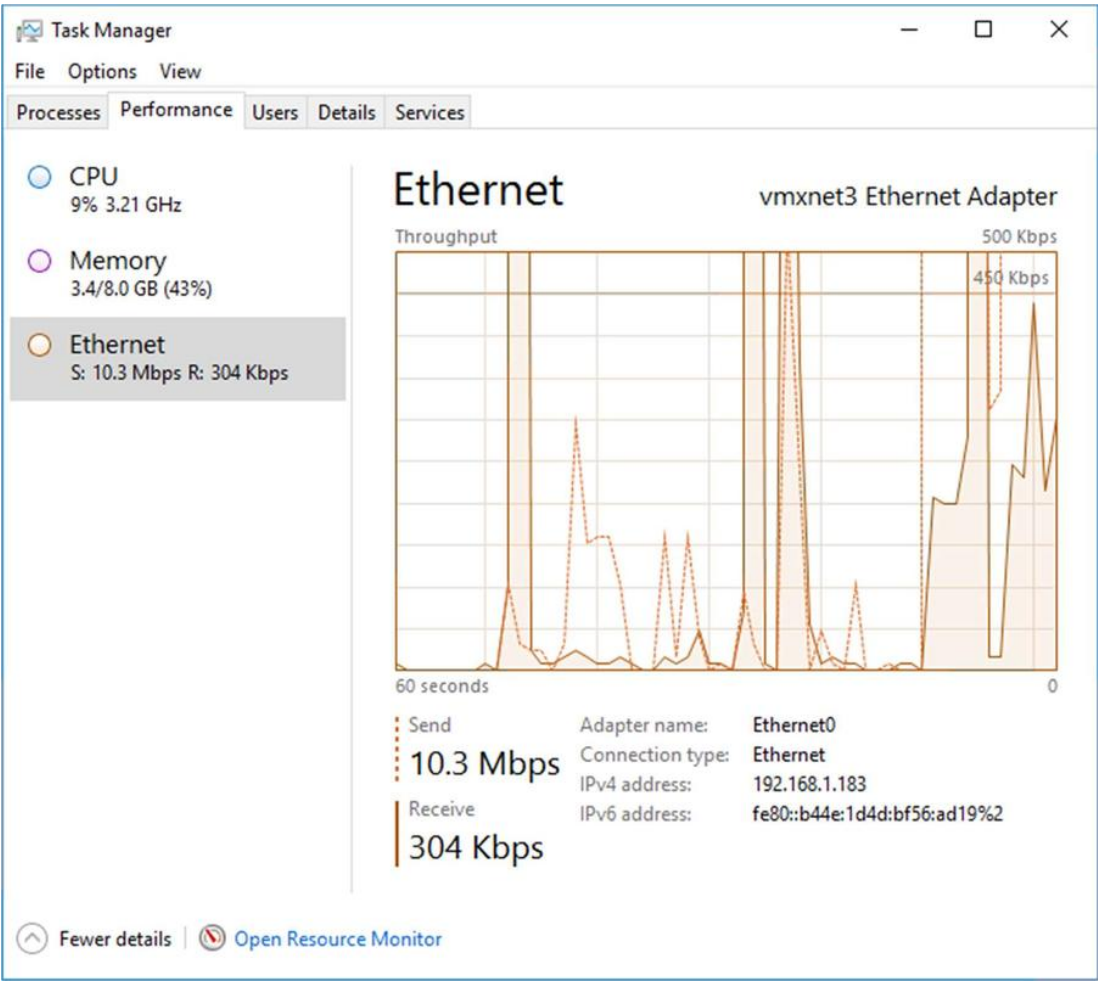 Task Manager
File Options View
Processes Performance Users Details Services
CPU
9% 3.21 GHz
Memory
3.4/8.0 GB (43%)
Ethernet
S: 10.3 Mbps R: 304 Kbps
Ethernet vmxnet3 Ethernet Adapter
Throughput 500 Kbps
450 Kbps
60 seconds 0
Send
10.3 Mbps
Receive
304 Kbps
Adapter name: Ethernet0
Connection type: Ethernet
IPv4 address: 192.168.1.183
IPv6 address: fe80::b44e:1d4d:bf56:ad19%2
Fewer details Open Resource Monitor